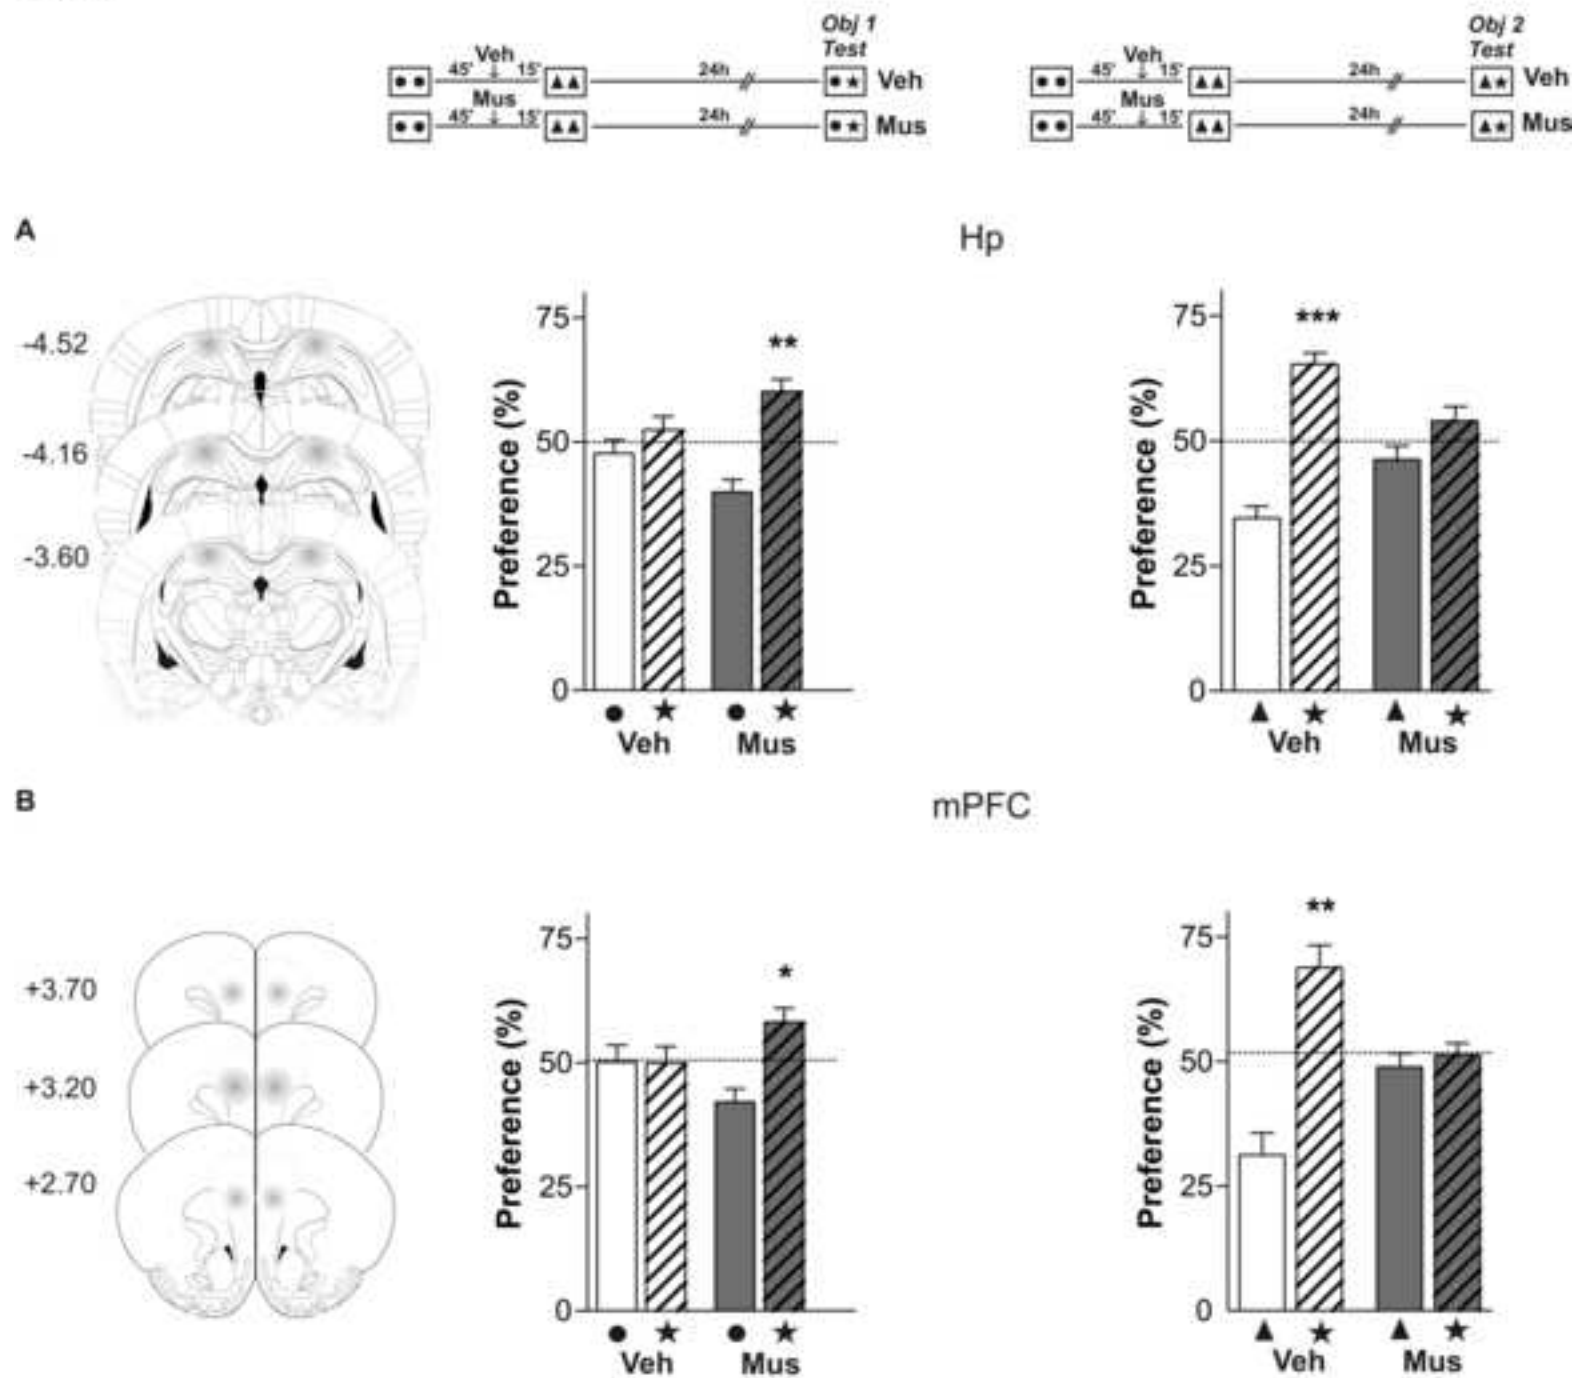 Obj 1
Test
Veh
45' ↓ 15' 24h Veh
Mus
45' ↓ 15' 24h Mus
Obj 2
Test
Veh
45' ↓ 15' 24h Veh
Mus
45' ↓ 15' 24h Mus
A
Hp
-4.52
-4.16
-3.60
Preference (%)
75
50
25
0
**
Veh Mus
Preference (%)
75
50
25
0
***
Veh Mus
B
mPFC
+3.70
+3.20
+2.70
Preference (%)
75
50
25
0
*
Veh Mus
Preference (%)
75
50
25
0
**
Veh Mus